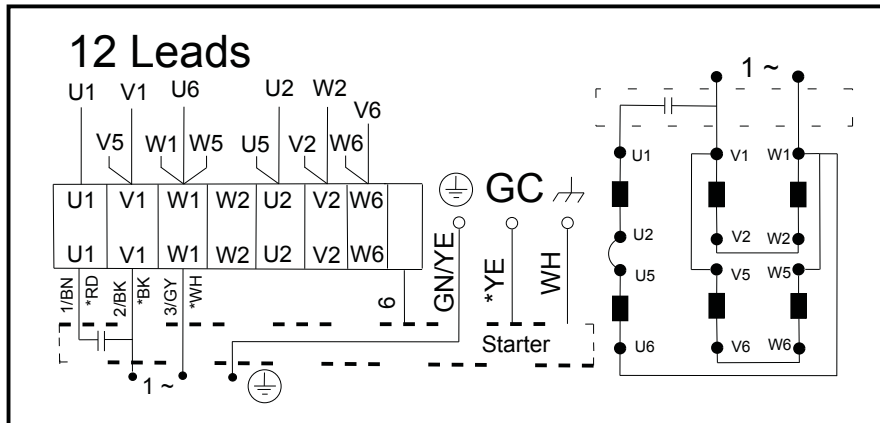 12 Leads
U1 V1 U6 U2 W2 V6
V5 W1 W5 U5 V2 W6
U1 V1 W1 W2 U2 V2 W6
U1 V1 W1 W2 U2 V2 W6
1/BN *RD 2/BK *BK 3/GY *WH 6
GC
GN/YE *YE WH
Starter
1 ~
1 ~
U1 V1 W1
U2 V2 W2
U5 V5 W5
U6 V6 W6